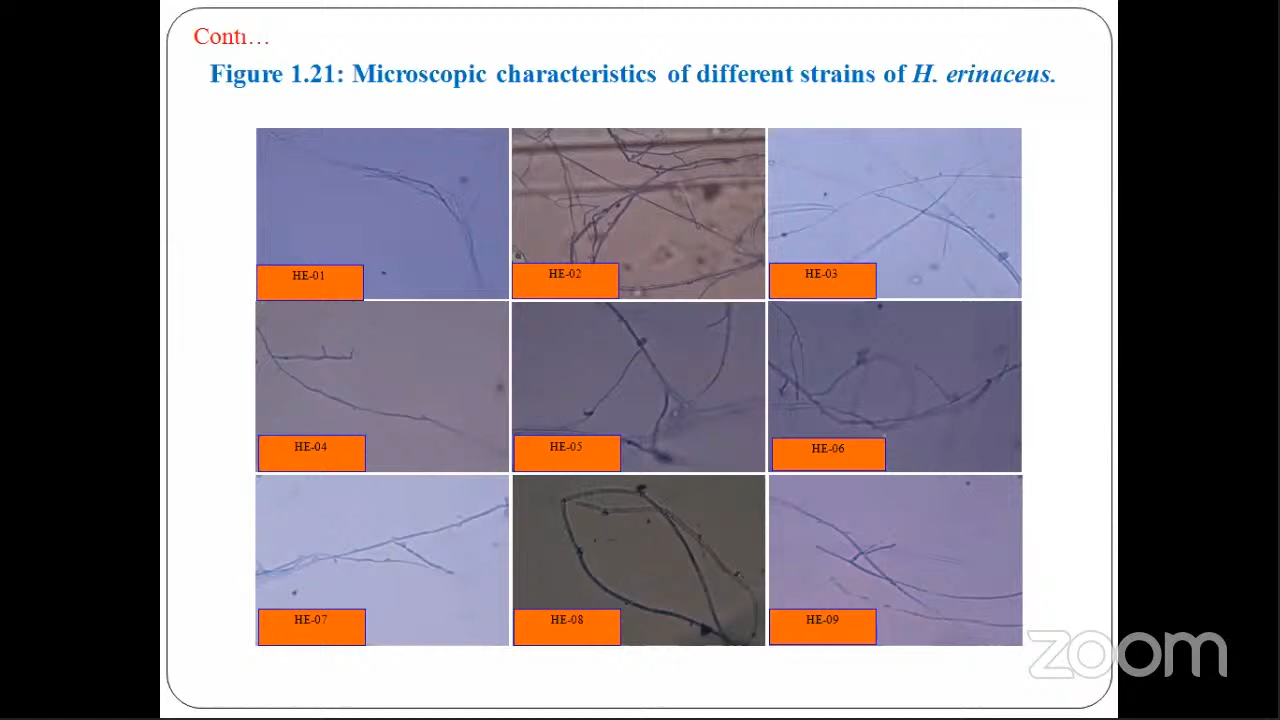 Conti…
Figure 1.21: Microscopic characteristics of different strains of H. erinaceus.
HE-01
HE-02
HE-03
HE-04
HE-05
HE-06
HE-07
HE-08
HE-09
zoom